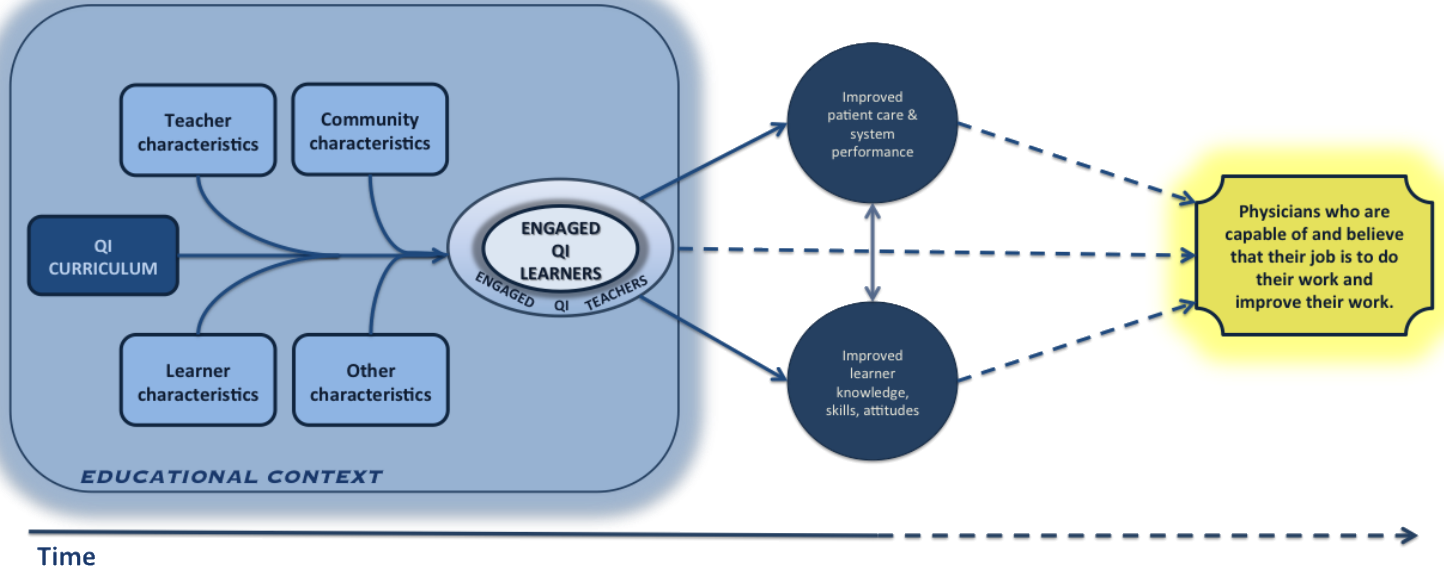 Teacher
characteristics
Community
characteristics
QI
CURRICULUM
ENGAGED
QI
LEARNERS
ENGAGED QI TEACHERS
Learner
characteristics
Other
characteristics
EDUCATIONAL CONTEXT
Improved
patient care &
system
performance
Improved
learner
knowledge,
skills, attitudes
Physicians who are
capable of and believe
that their job is to do
their work and
improve their work.
Time